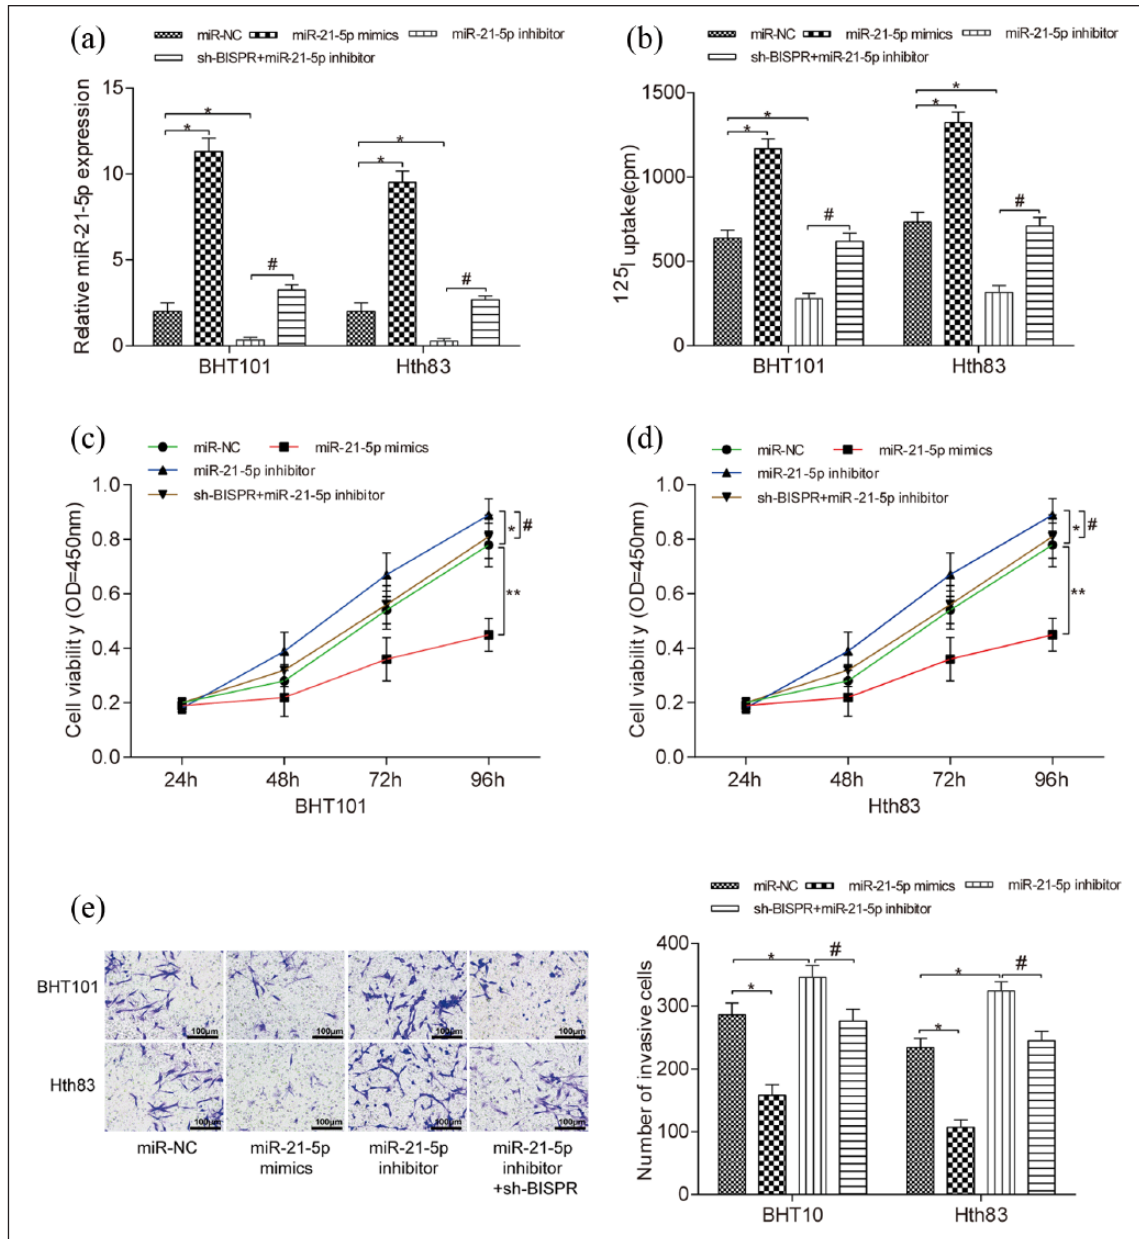 (a)
miR-NC miR-21-5p mimics miR-21-5p inhibitor
sh-BISPR+miR-21-5p inhibitor
Relative miR-21-5p expression
15
10
5
0
* * * *
# #
BHT101 Hth83
(b)
miR-NC miR-21-5p mimics miR-21-5p inhibitor
sh-BISPR+miR-21-5p inhibitor
125I uptake(cpm)
1500
1000
500
0
* * * *
# #
BHT101 Hth83
(c)
miR-NC miR-21-5p mimics
miR-21-5p inhibitor
sh-BISPR+miR-21-5p inhibitor
Cell viability (OD=450nm)
1.0
0.8
0.6
0.4
0.2
0.0
* #
**
24h 48h 72h 96h
BHT101
(d)
miR-NC miR-21-5p mimics
miR-21-5p inhibitor
sh-BISPR+miR-21-5p inhibitor
Cell viability (OD=450nm)
1.0
0.8
0.6
0.4
0.2
0.0
* #
**
24h 48h 72h 96h
Hth83
(e)
BHT101
100μm 100μm 100μm 100μm
Hth83
100μm 100μm 100μm 100μm
miR-NC
miR-21-5p
mimics
miR-21-5p
inhibitor
miR-21-5p
inhibitor
+sh-BISPR
miR-NC miR-21-5p mimics miR-21-5p inhibitor
sh-BISPR+miR-21-5p inhibitor
Number of invasive cells
400
300
200
100
0
* * # * * #
BHT10 Hth83